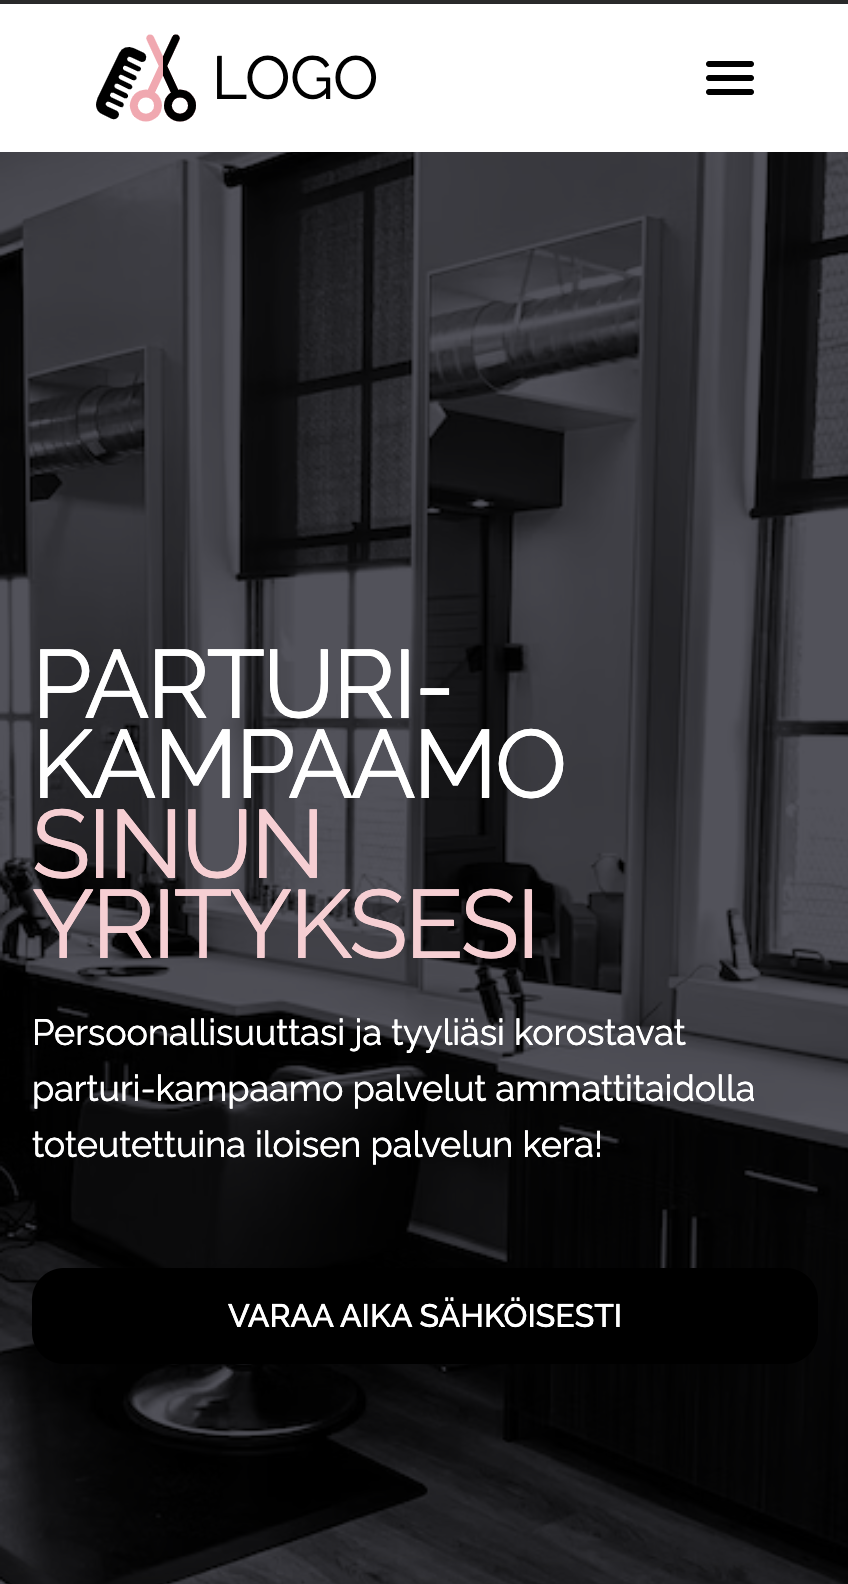 LOGO
PARTURI-
KAMPAAMO
SINUN
YRITYKSESI
Persoonallisuuttasi ja tyyliäsi korostavat
parturi-kampaamo palvelut ammattitaidolla
toteutettuina iloisen palvelun kera!
VARAA AIKA SÄHKÖISESTI